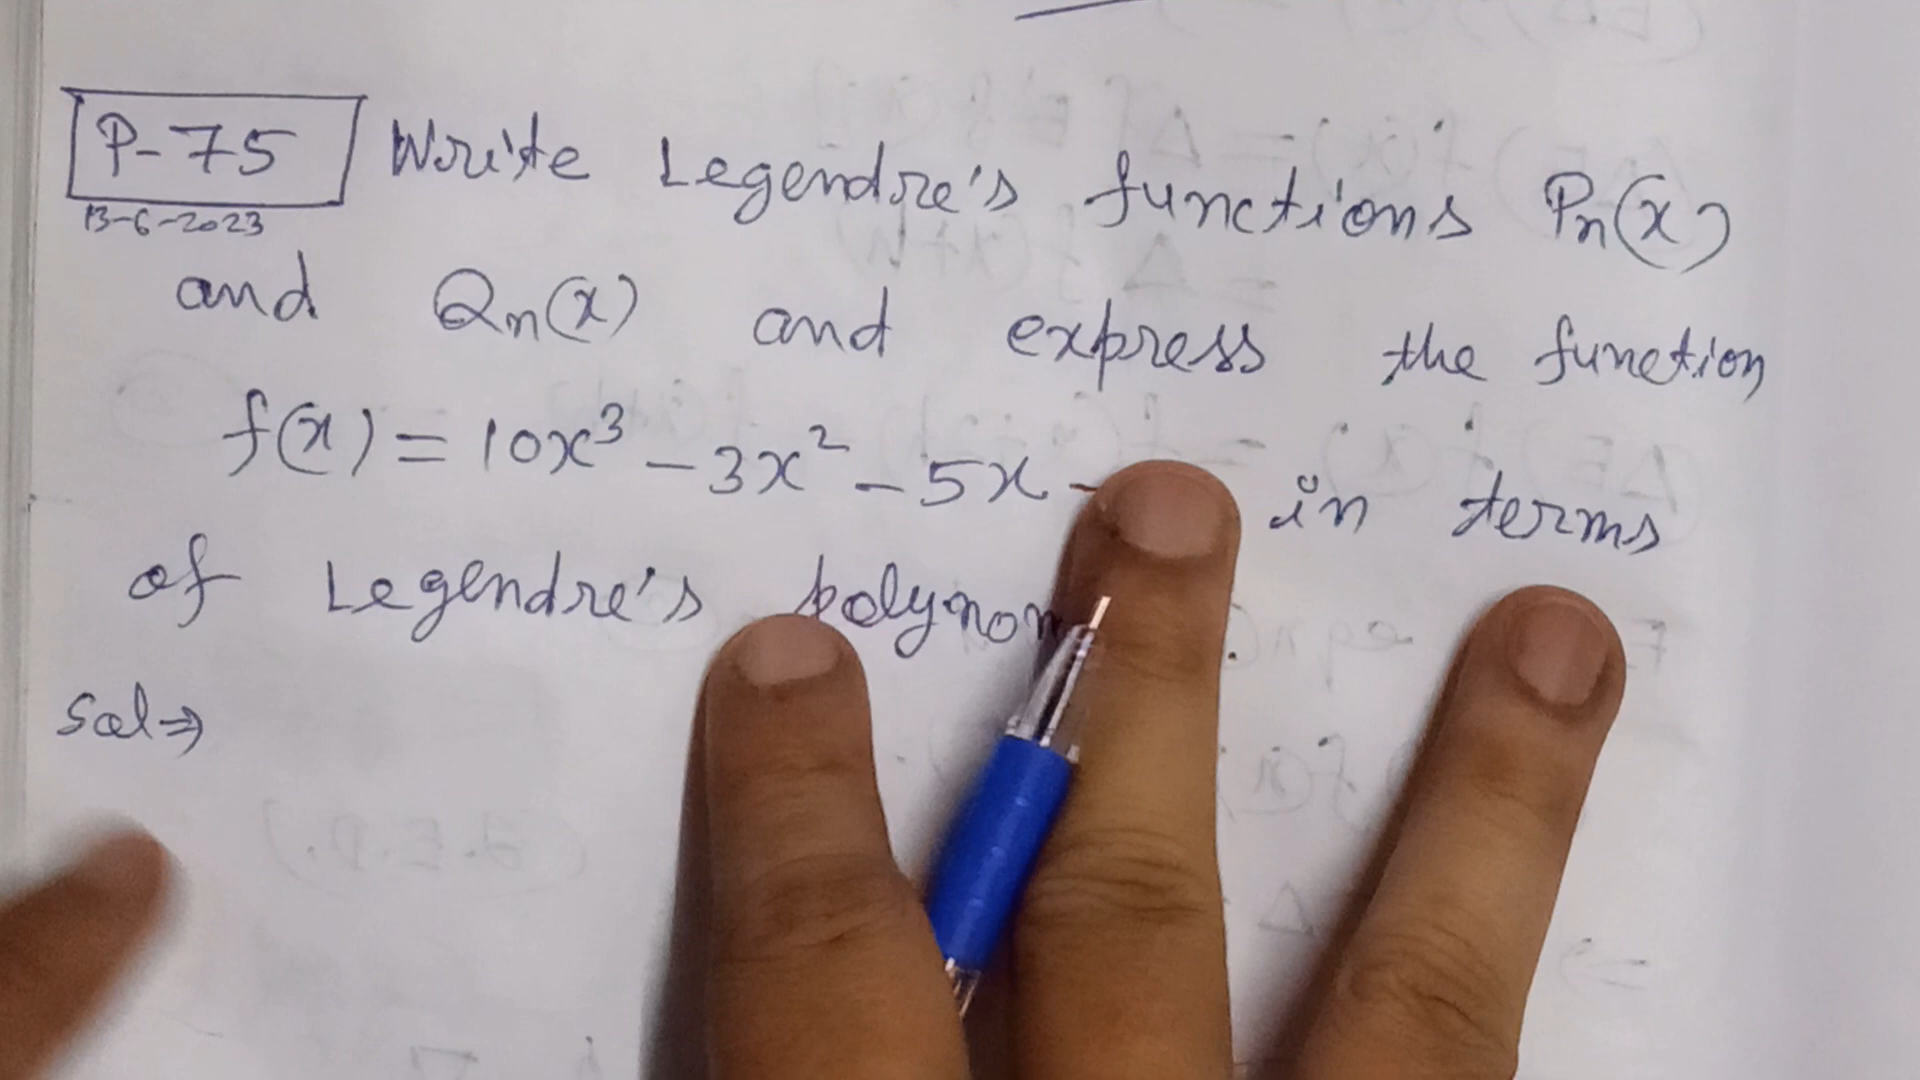 P-75 Write Legendre's functions Pn(x)
13-6-2023
and Qn(x) and express the function
f(x) = 10x³ - 3x² - 5x - in terms
of Legendre's polynom
Sol⇒